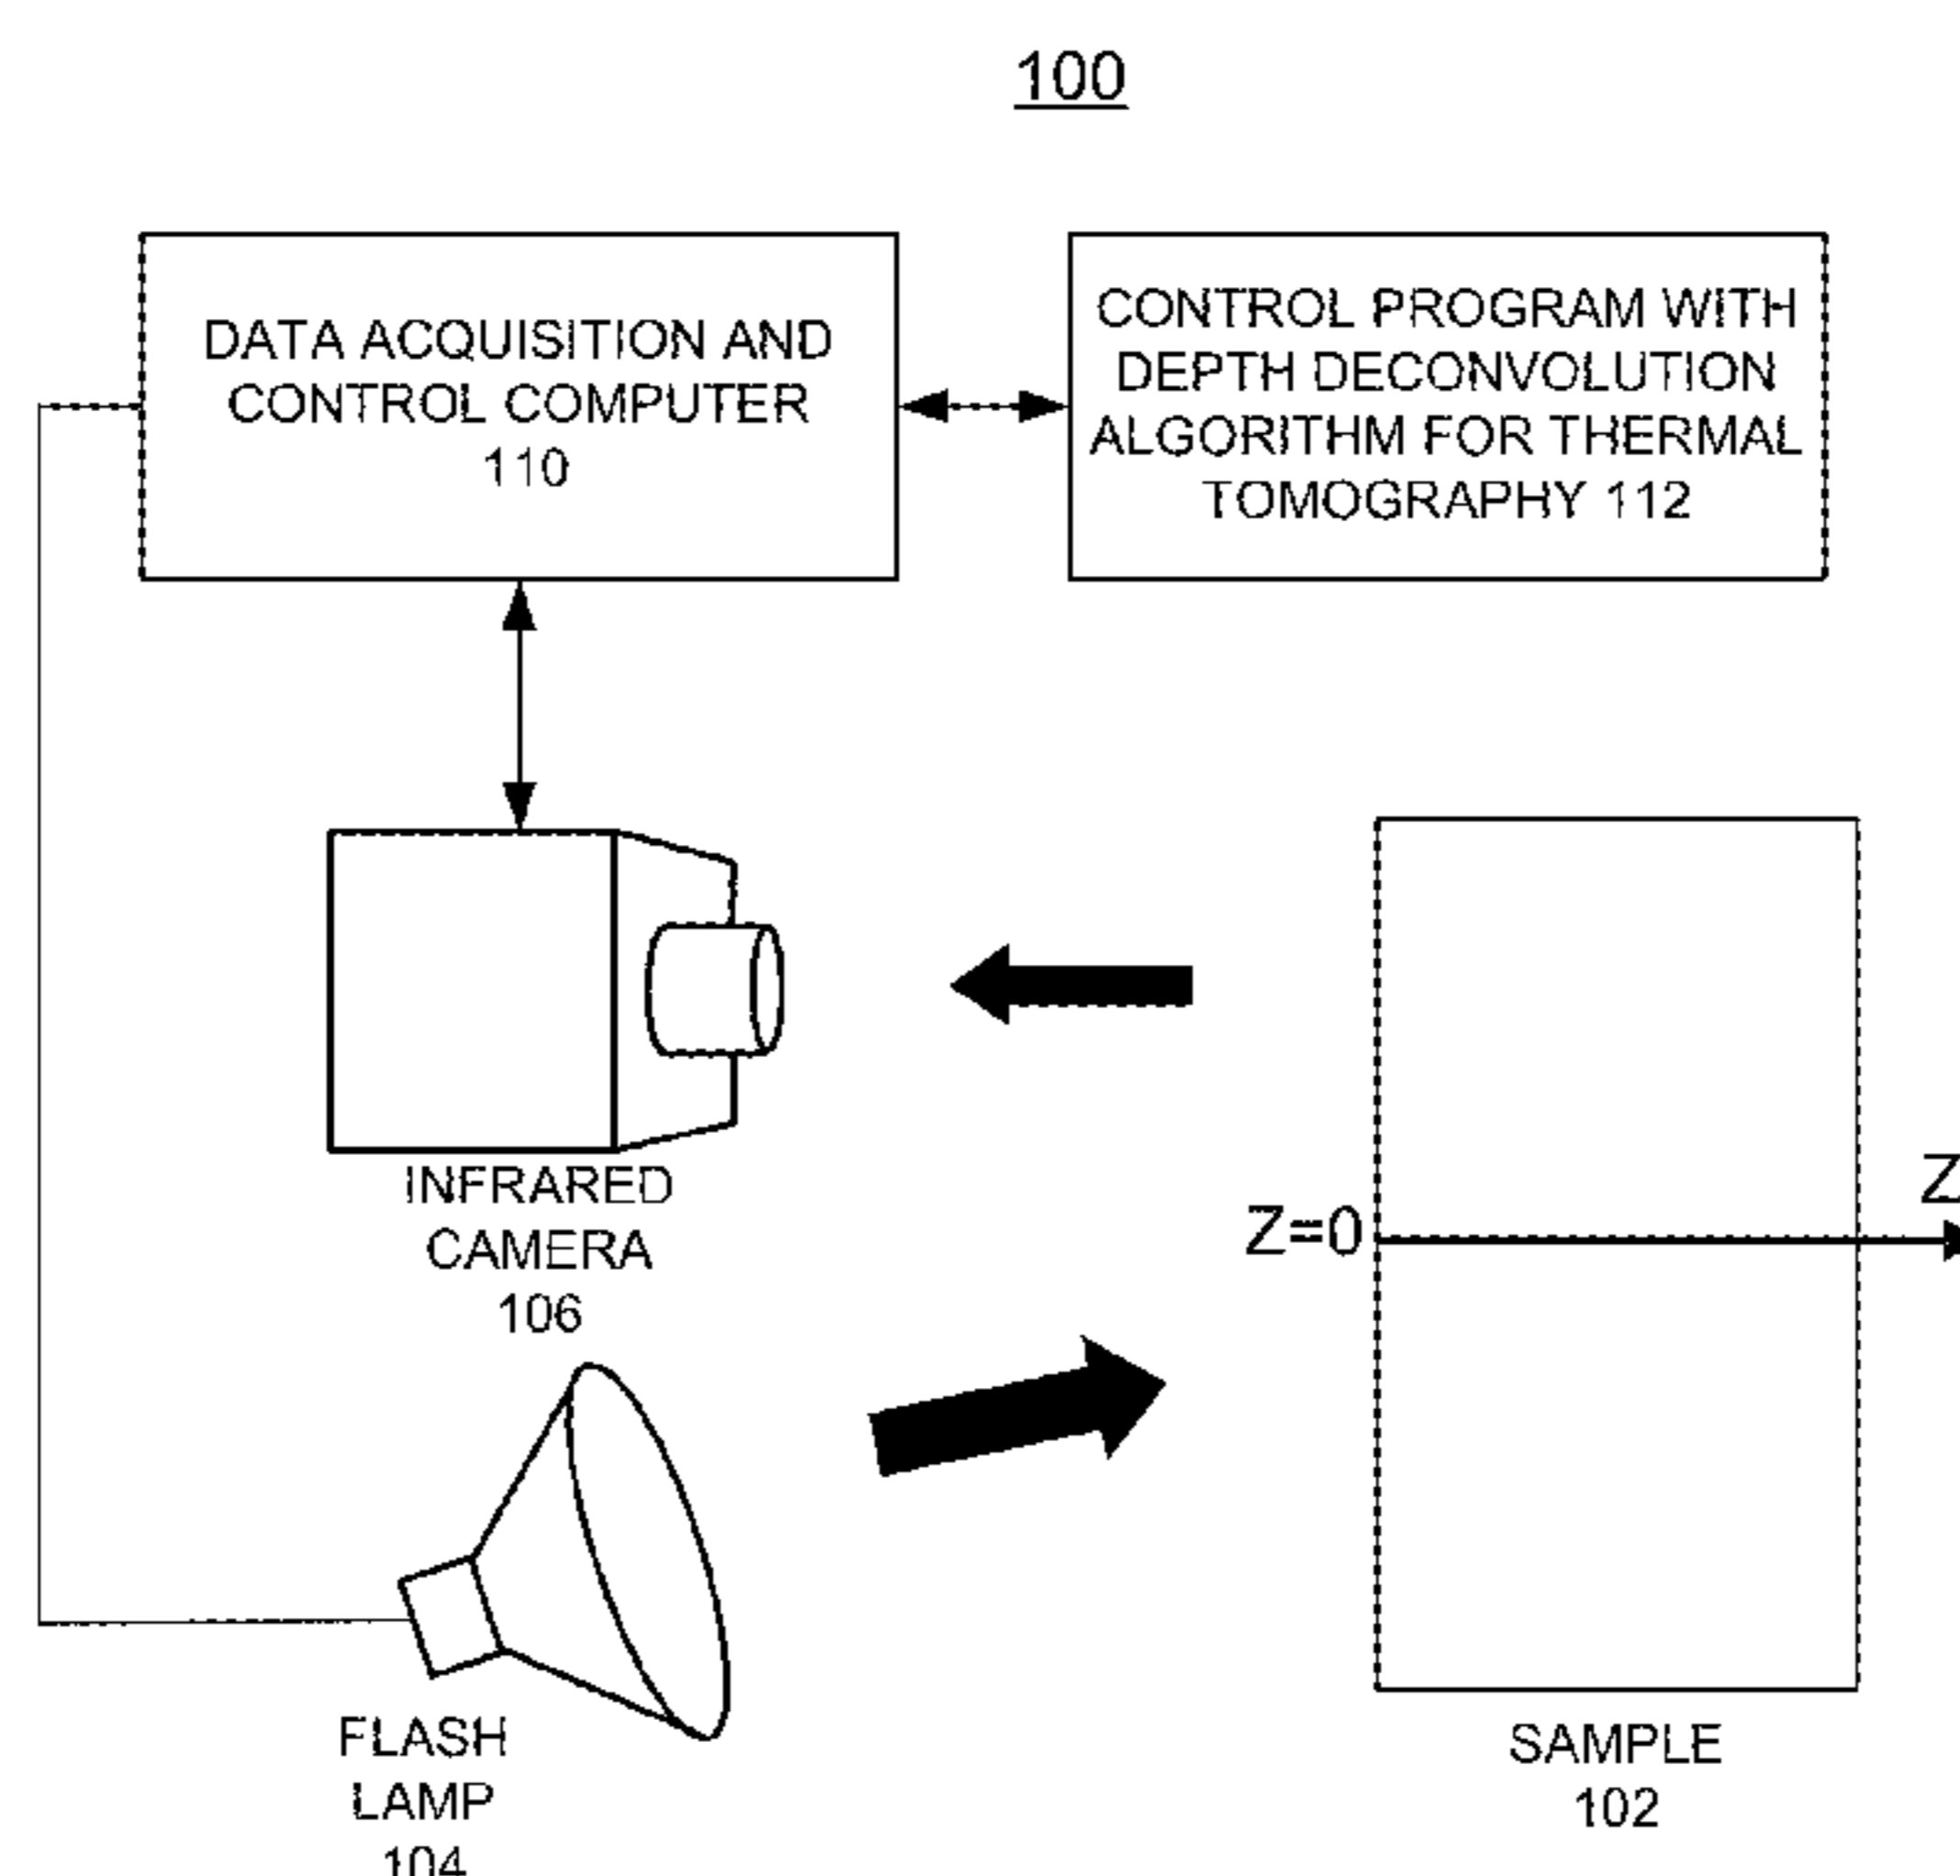 100
DATA ACQUISITION AND
CONTROL COMPUTER
110
CONTROL PROGRAM WITH
DEPTH DECONVOLUTION
ALGORITHM FOR THERMAL
TOMOGRAPHY 112
INFRARED
CAMERA
106
Z=0
Z
FLASH
LAMP
104
SAMPLE
102